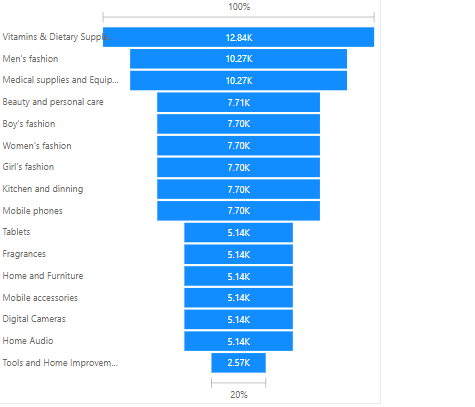 100%
Vitamins & Dietary Suppl... 12.84K
Men's fashion 10.27K
Medical supplies and Equip... 10.27K
Beauty and personal care 7.71K
Boy's fashion 7.70K
Women's fashion 7.70K
Girl's fashion 7.70K
Kitchen and dinning 7.70K
Mobile phones 7.70K
Tablets 5.14K
Fragrances 5.14K
Home and Furniture 5.14K
Mobile accessories 5.14K
Digital Cameras 5.14K
Home Audio 5.14K
Tools and Home Improvem... 2.57K
20%